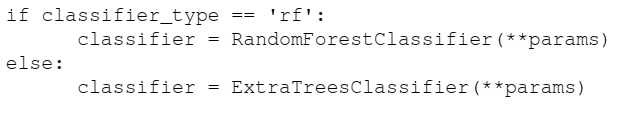 if classifier_type == 'rf':
      classifier = RandomForestClassifier(**params)
else:
      classifier = ExtraTreesClassifier(**params)